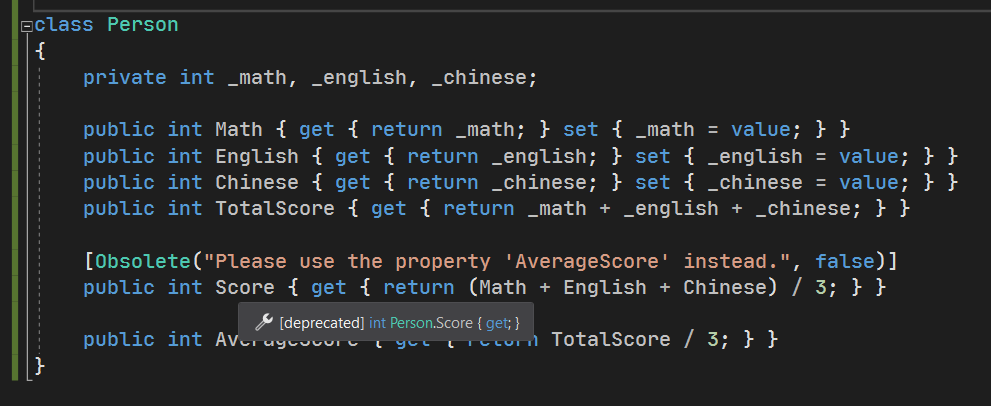 class Person
{
private int _math, _english, _chinese;
public int Math { get { return _math; } set { _math = value; } }
public int English { get { return _english; } set { _english = value; } }
public int Chinese { get { return _chinese; } set { _chinese = value; } }
public int TotalScore { get { return _math + _english + _chinese; } }
[Obsolete("Please use the property 'AverageScore' instead.", false)]
public int Score { get { return (Math + English + Chinese) / 3; } }
[deprecated] int Person.Score { get; }
public int AverageScore { get { return TotalScore / 3; } }
}